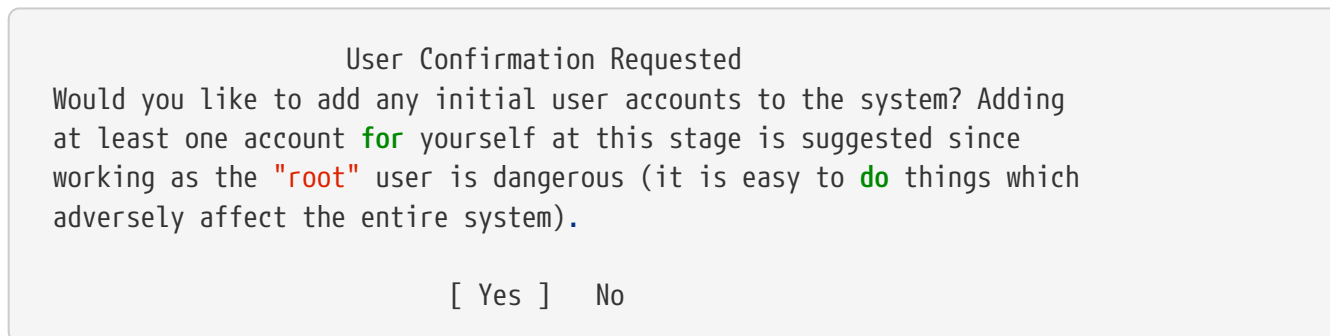 User Confirmation Requested
Would you like to add any initial user accounts to the system? Adding
at least one account for yourself at this stage is suggested since
working as the "root" user is dangerous (it is easy to do things which
adversely affect the entire system).
[ Yes ] No